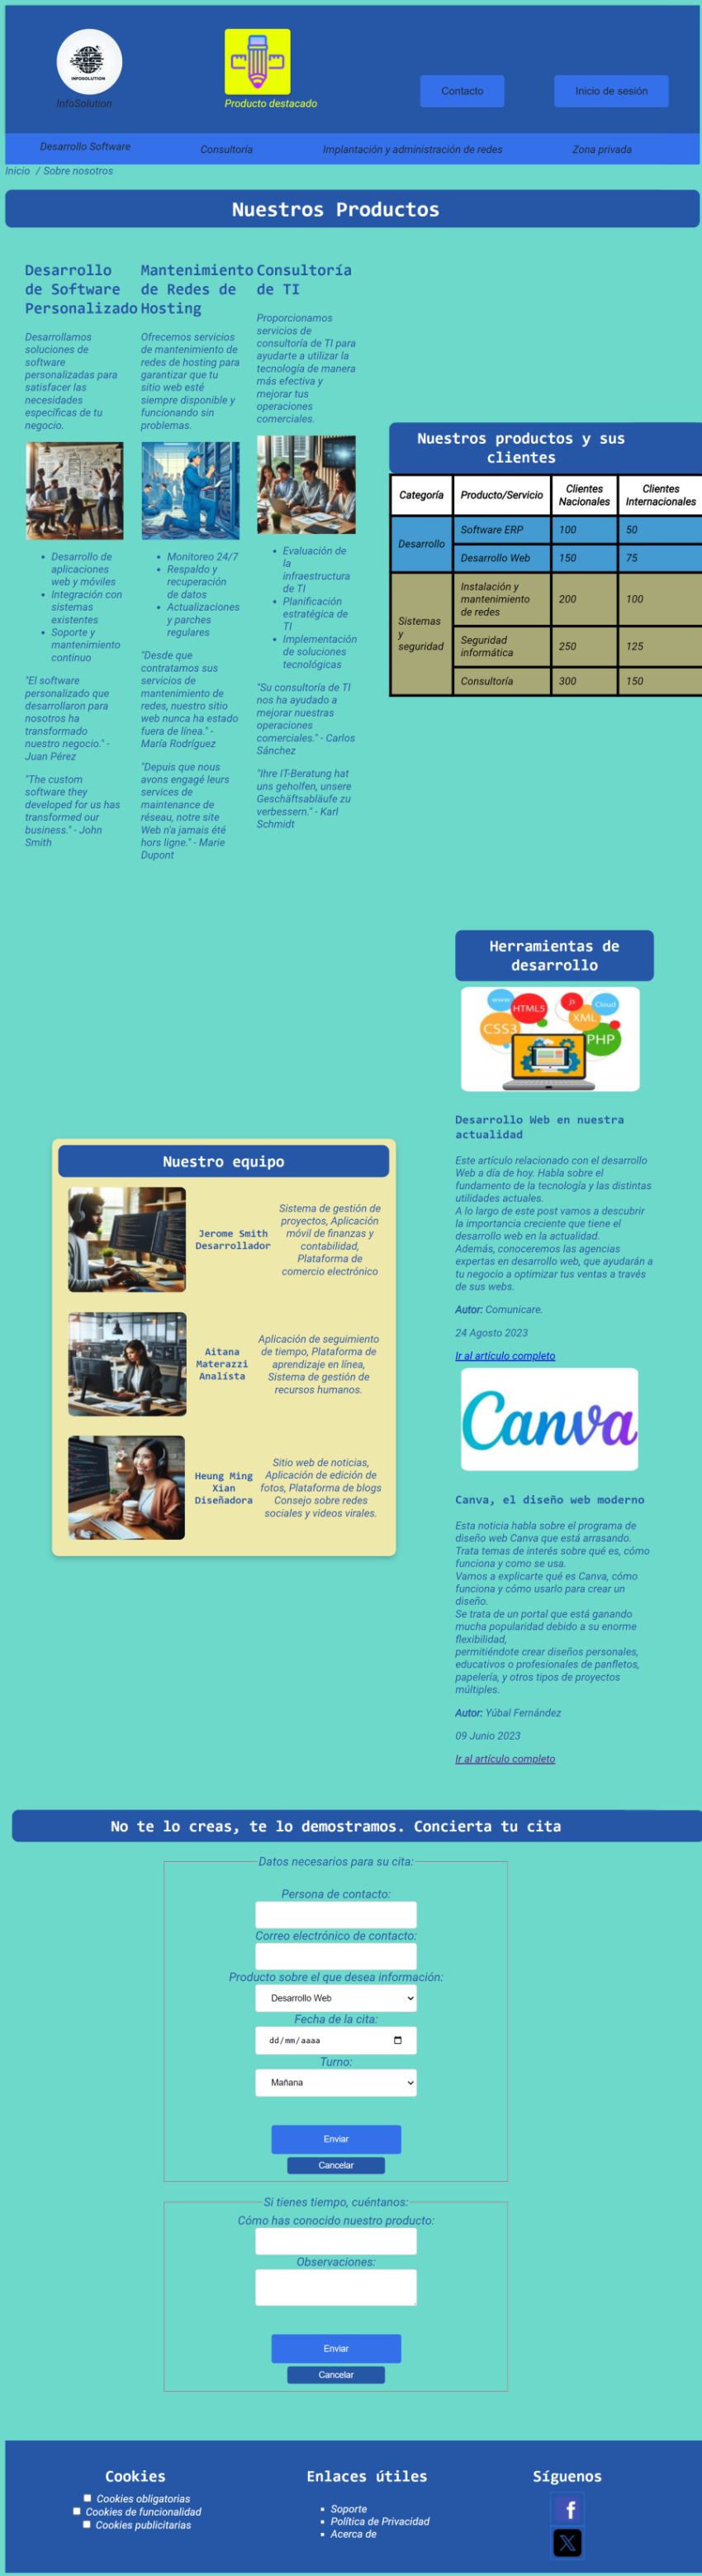 INFOSOLUTION
InfoSolution
Producto destacado
Contacto
Inicio de sesión
Desarrollo Software
Consultoría
Implantación y administración de redes
Zona privada
Inicio / Sobre nosotros
Nuestros Productos
Desarrollo
de Software
Personalizado
Desarrollamos
soluciones de
software
personalizadas para
satisfacer las
necesidades
específicas de tu
negocio.
Desarrollo de
aplicaciones
web y móviles
Integración con
sistemas
existentes
Soporte y
mantenimiento
continuo
"El software
personalizado que
desarrollaron para
nosotros ha
transformado
nuestro negocio." -
Juan Pérez
"The custom
software they
developed for us has
transformed our
business." - John
Smith
Mantenimiento
de Redes de
Hosting
Ofrecemos servicios
de mantenimiento de
redes de hosting para
garantizar que tu
sitio web esté
siempre disponible y
funcionando sin
problemas.
Monitoreo 24/7
Respaldo y
recuperación
de datos
Actualizaciones
y parches
regulares
"Desde que
contratamos sus
servicios de
mantenimiento de
redes, nuestro sitio
web nunca ha estado
fuera de línea." -
María Rodríguez
"Depuis que nous
avons engagé leurs
services de
maintenance de
réseau, notre site
Web n'a jamais été
hors ligne." - Marie
Dupont
Consultoría
de TI
Proporcionamos
servicios de
consultoría de TI para
ayudarte a utilizar la
tecnología de manera
más efectiva y
mejorar tus
operaciones
comerciales.
Evaluación de
la
infraestructura
de TI
Planificación
estratégica de
TI
Implementación
de soluciones
tecnológicas
"Su consultoría de TI
nos ha ayudado a
mejorar nuestras
operaciones
comerciales." - Carlos
Sánchez
"Ihre IT-Beratung hat
uns geholfen, unsere
Geschäftsabläufe zu
verbessern." - Karl
Schmidt
Nuestros productos y sus
clientes
Categoría Producto/Servicio Clientes Nacionales Clientes Internacionales
Desarrollo Software ERP 100 50
Desarrollo Web 150 75
Sistemas y seguridad Instalación y mantenimiento de redes 200 100
Seguridad informática 250 125
Consultoría 300 150
Herramientas de
desarrollo
www
HTML5
js
Cloud
CSS3
XML
PHP
Desarrollo Web en nuestra
actualidad
Este artículo relacionado con el desarrollo
Web a día de hoy. Habla sobre el
fundamento de la tecnología y las distintas
utilidades actuales.
A lo largo de este post vamos a descubrir
la importancia creciente que tiene el
desarrollo web en la actualidad.
Además, conoceremos las agencias
expertas en desarrollo web, que ayudarán a
tu negocio a optimizar tus ventas a través
de sus webs.
Autor: Comunicare.
24 Agosto 2023
Ir al artículo completo
Canva
Canva, el diseño web moderno
Esta noticia habla sobre el programa de
diseño web Canva que está arrasando.
Trata temas de interés sobre qué es, cómo
funciona y como se usa.
Vamos a explicarte qué es Canva, cómo
funciona y cómo usarlo para crear un
diseño.
Se trata de un portal que está ganando
mucha popularidad debido a su enorme
flexibilidad,
permitiéndote crear diseños personales,
educativos o profesionales de panfletos,
papelería, y otros tipos de proyectos
múltiples.
Autor: Yúbal Fernández
09 Junio 2023
Ir al artículo completo
Nuestro equipo
Jerome Smith
Desarrollador
Sistema de gestión de
proyectos, Aplicación
móvil de finanzas y
contabilidad,
Plataforma de
comercio electrónico
Aitana
Materazzi
Analísta
Aplicación de seguimiento
de tiempo, Plataforma de
aprendizaje en línea,
Sistema de gestión de
recursos humanos.
Heung Ming
Xian
Diseñadora
Sitio web de noticias,
Aplicación de edición de
fotos, Plataforma de blogs
Consejo sobre redes
sociales y videos virales.
No te lo creas, te lo demostramos. Concierta tu cita
Datos necesarios para su cita:
Persona de contacto:
Correo electrónico de contacto:
Producto sobre el que desea información:
Desarrollo Web
Fecha de la cita:
dd/mm/aaaa
Turno:
Mañana
Enviar
Cancelar
Si tienes tiempo, cuéntanos:
Cómo has conocido nuestro producto:
Observaciones:
Enviar
Cancelar
Cookies
Cookies obligatorias
Cookies de funcionalidad
Cookies publicitarias
Enlaces útiles
Soporte
Política de Privacidad
Acerca de
Síguenos
f
X